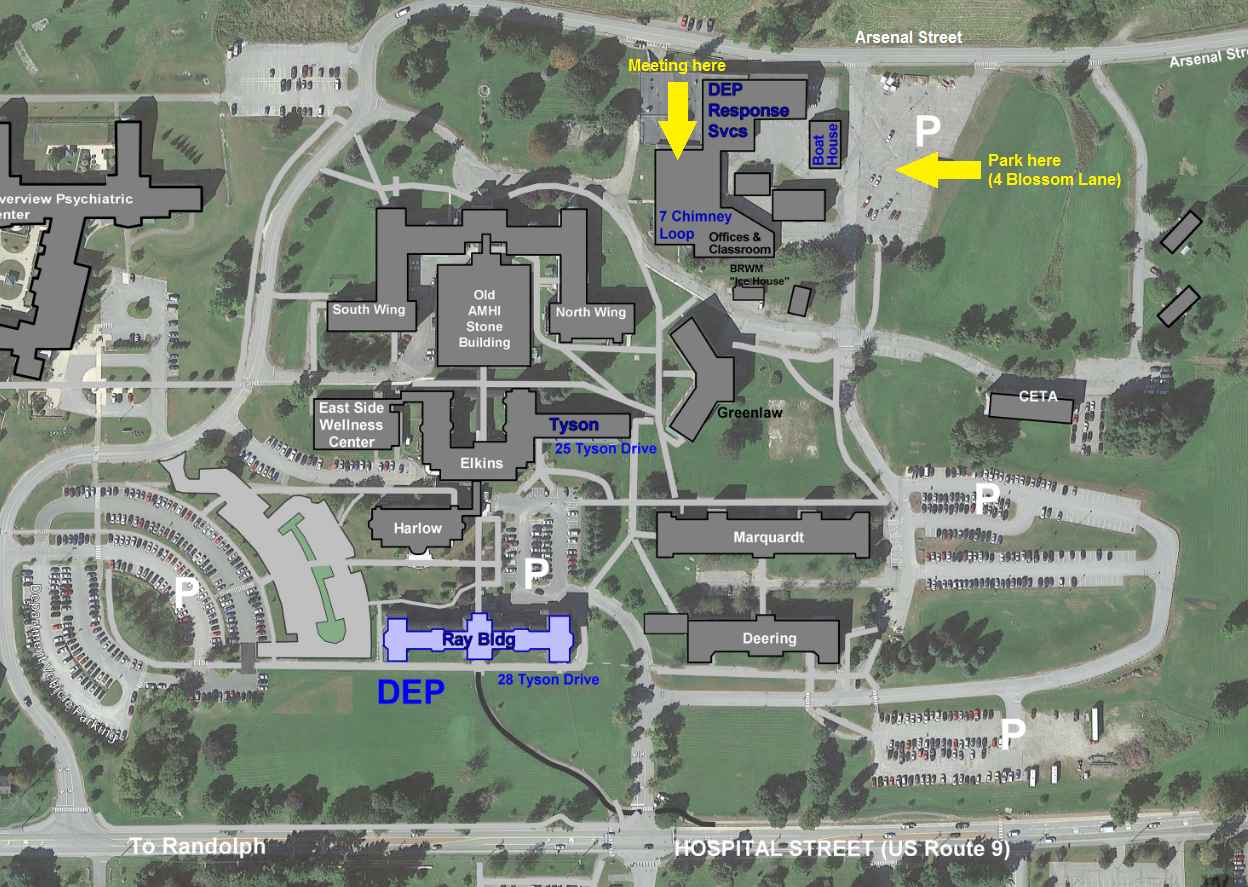 Arsenal Street
Arsenal
Meeting here
DEP
Response
Svcs
Boat
House
P
Park here
(4 Blossom Lane)
verview Psychiatric
enter
7 Chimney
Loop
Offices &
Classroom
BRWM
"Ice House"
South Wing
Old
AMHI
Stone
Building
North Wing
CETA
East Side
Wellness
Center
Tyson
25 Tyson Drive
Greenlaw
Elkins
P
Harlow
Marquardt
P
P
Department Vehicle Parking
Ray Bldg
Deering
28 Tyson Drive
DEP
P
To Randolph
HOSPITAL STREET (US Route 9)